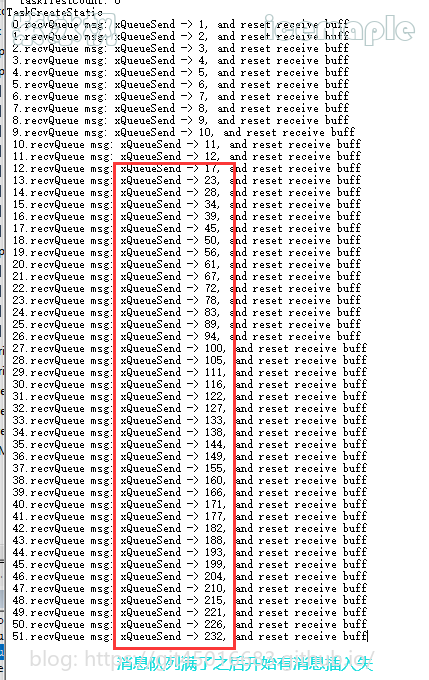 TaskCreateStatic
0.recvQueue msg: xQueueSend -> 1, and reset receive buff
1.recvQueue msg: xQueueSend -> 2, and reset receive buff
2.recvQueue msg: xQueueSend -> 3, and reset receive buff
3.recvQueue msg: xQueueSend -> 4, and reset receive buff
4.recvQueue msg: xQueueSend -> 5, and reset receive buff
5.recvQueue msg: xQueueSend -> 6, and reset receive buff
6.recvQueue msg: xQueueSend -> 7, and reset receive buff
7.recvQueue msg: xQueueSend -> 8, and reset receive buff
8.recvQueue msg: xQueueSend -> 9, and reset receive buff
9.recvQueue msg: xQueueSend -> 10, and reset receive buff
10.recvQueue msg: xQueueSend -> 11, and reset receive buff
11.recvQueue msg: xQueueSend -> 12, and reset receive buff
12.recvQueue msg: xQueueSend -> 17, and reset receive buff
13.recvQueue msg: xQueueSend -> 23, and reset receive buff
14.recvQueue msg: xQueueSend -> 28, and reset receive buff
15.recvQueue msg: xQueueSend -> 34, and reset receive buff
16.recvQueue msg: xQueueSend -> 39, and reset receive buff
17.recvQueue msg: xQueueSend -> 45, and reset receive buff
18.recvQueue msg: xQueueSend -> 50, and reset receive buff
19.recvQueue msg: xQueueSend -> 56, and reset receive buff
20.recvQueue msg: xQueueSend -> 61, and reset receive buff
21.recvQueue msg: xQueueSend -> 67, and reset receive buff
22.recvQueue msg: xQueueSend -> 72, and reset receive buff
23.recvQueue msg: xQueueSend -> 78, and reset receive buff
24.recvQueue msg: xQueueSend -> 83, and reset receive buff
25.recvQueue msg: xQueueSend -> 89, and reset receive buff
26.recvQueue msg: xQueueSend -> 94, and reset receive buff
27.recvQueue msg: xQueueSend -> 100, and reset receive buff
28.recvQueue msg: xQueueSend -> 105, and reset receive buff
29.recvQueue msg: xQueueSend -> 111, and reset receive buff
30.recvQueue msg: xQueueSend -> 116, and reset receive buff
31.recvQueue msg: xQueueSend -> 122, and reset receive buff
32.recvQueue msg: xQueueSend -> 127, and reset receive buff
33.recvQueue msg: xQueueSend -> 133, and reset receive buff
34.recvQueue msg: xQueueSend -> 138, and reset receive buff
35.recvQueue msg: xQueueSend -> 144, and reset receive buff
36.recvQueue msg: xQueueSend -> 149, and reset receive buff
37.recvQueue msg: xQueueSend -> 155, and reset receive buff
38.recvQueue msg: xQueueSend -> 160, and reset receive buff
39.recvQueue msg: xQueueSend -> 166, and reset receive buff
40.recvQueue msg: xQueueSend -> 171, and reset receive buff
41.recvQueue msg: xQueueSend -> 177, and reset receive buff
42.recvQueue msg: xQueueSend -> 182, and reset receive buff
43.recvQueue msg: xQueueSend -> 188, and reset receive buff
44.recvQueue msg: xQueueSend -> 193, and reset receive buff
45.recvQueue msg: xQueueSend -> 199, and reset receive buff
46.recvQueue msg: xQueueSend -> 204, and reset receive buff
47.recvQueue msg: xQueueSend -> 210, and reset receive buff
48.recvQueue msg: xQueueSend -> 215, and reset receive buff
49.recvQueue msg: xQueueSend -> 221, and reset receive buff
50.recvQueue msg: xQueueSend -> 226, and reset receive buff
51.recvQueue msg: xQueueSend -> 232, and reset receive buff
消息队列满了之后开始有消息插入失
blog: